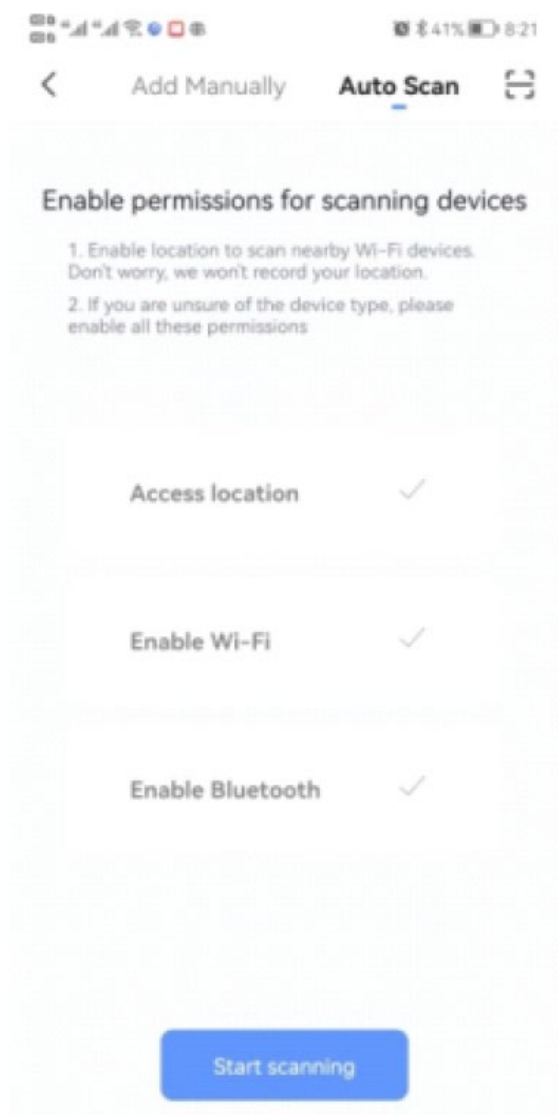 41% 8:21
Add Manually Auto Scan
Enable permissions for scanning devices
1. Enable location to scan nearby Wi-Fi devices.
Don't worry, we won't record your location.
2. If you are unsure of the device type, please
enable all these permissions
Access location
Enable Wi-Fi
Enable Bluetooth
Start scanning